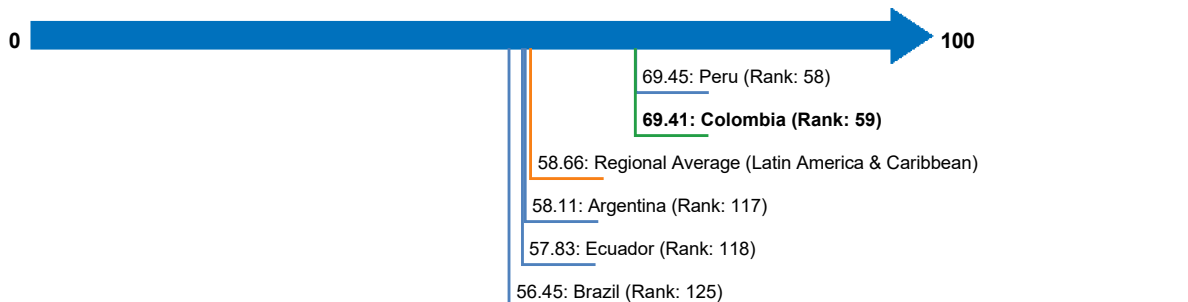 0
100
69.45: Peru (Rank: 58)
69.41: Colombia (Rank: 59)
58.66: Regional Average (Latin America & Caribbean)
58.11: Argentina (Rank: 117)
57.83: Ecuador (Rank: 118)
56.45: Brazil (Rank: 125)